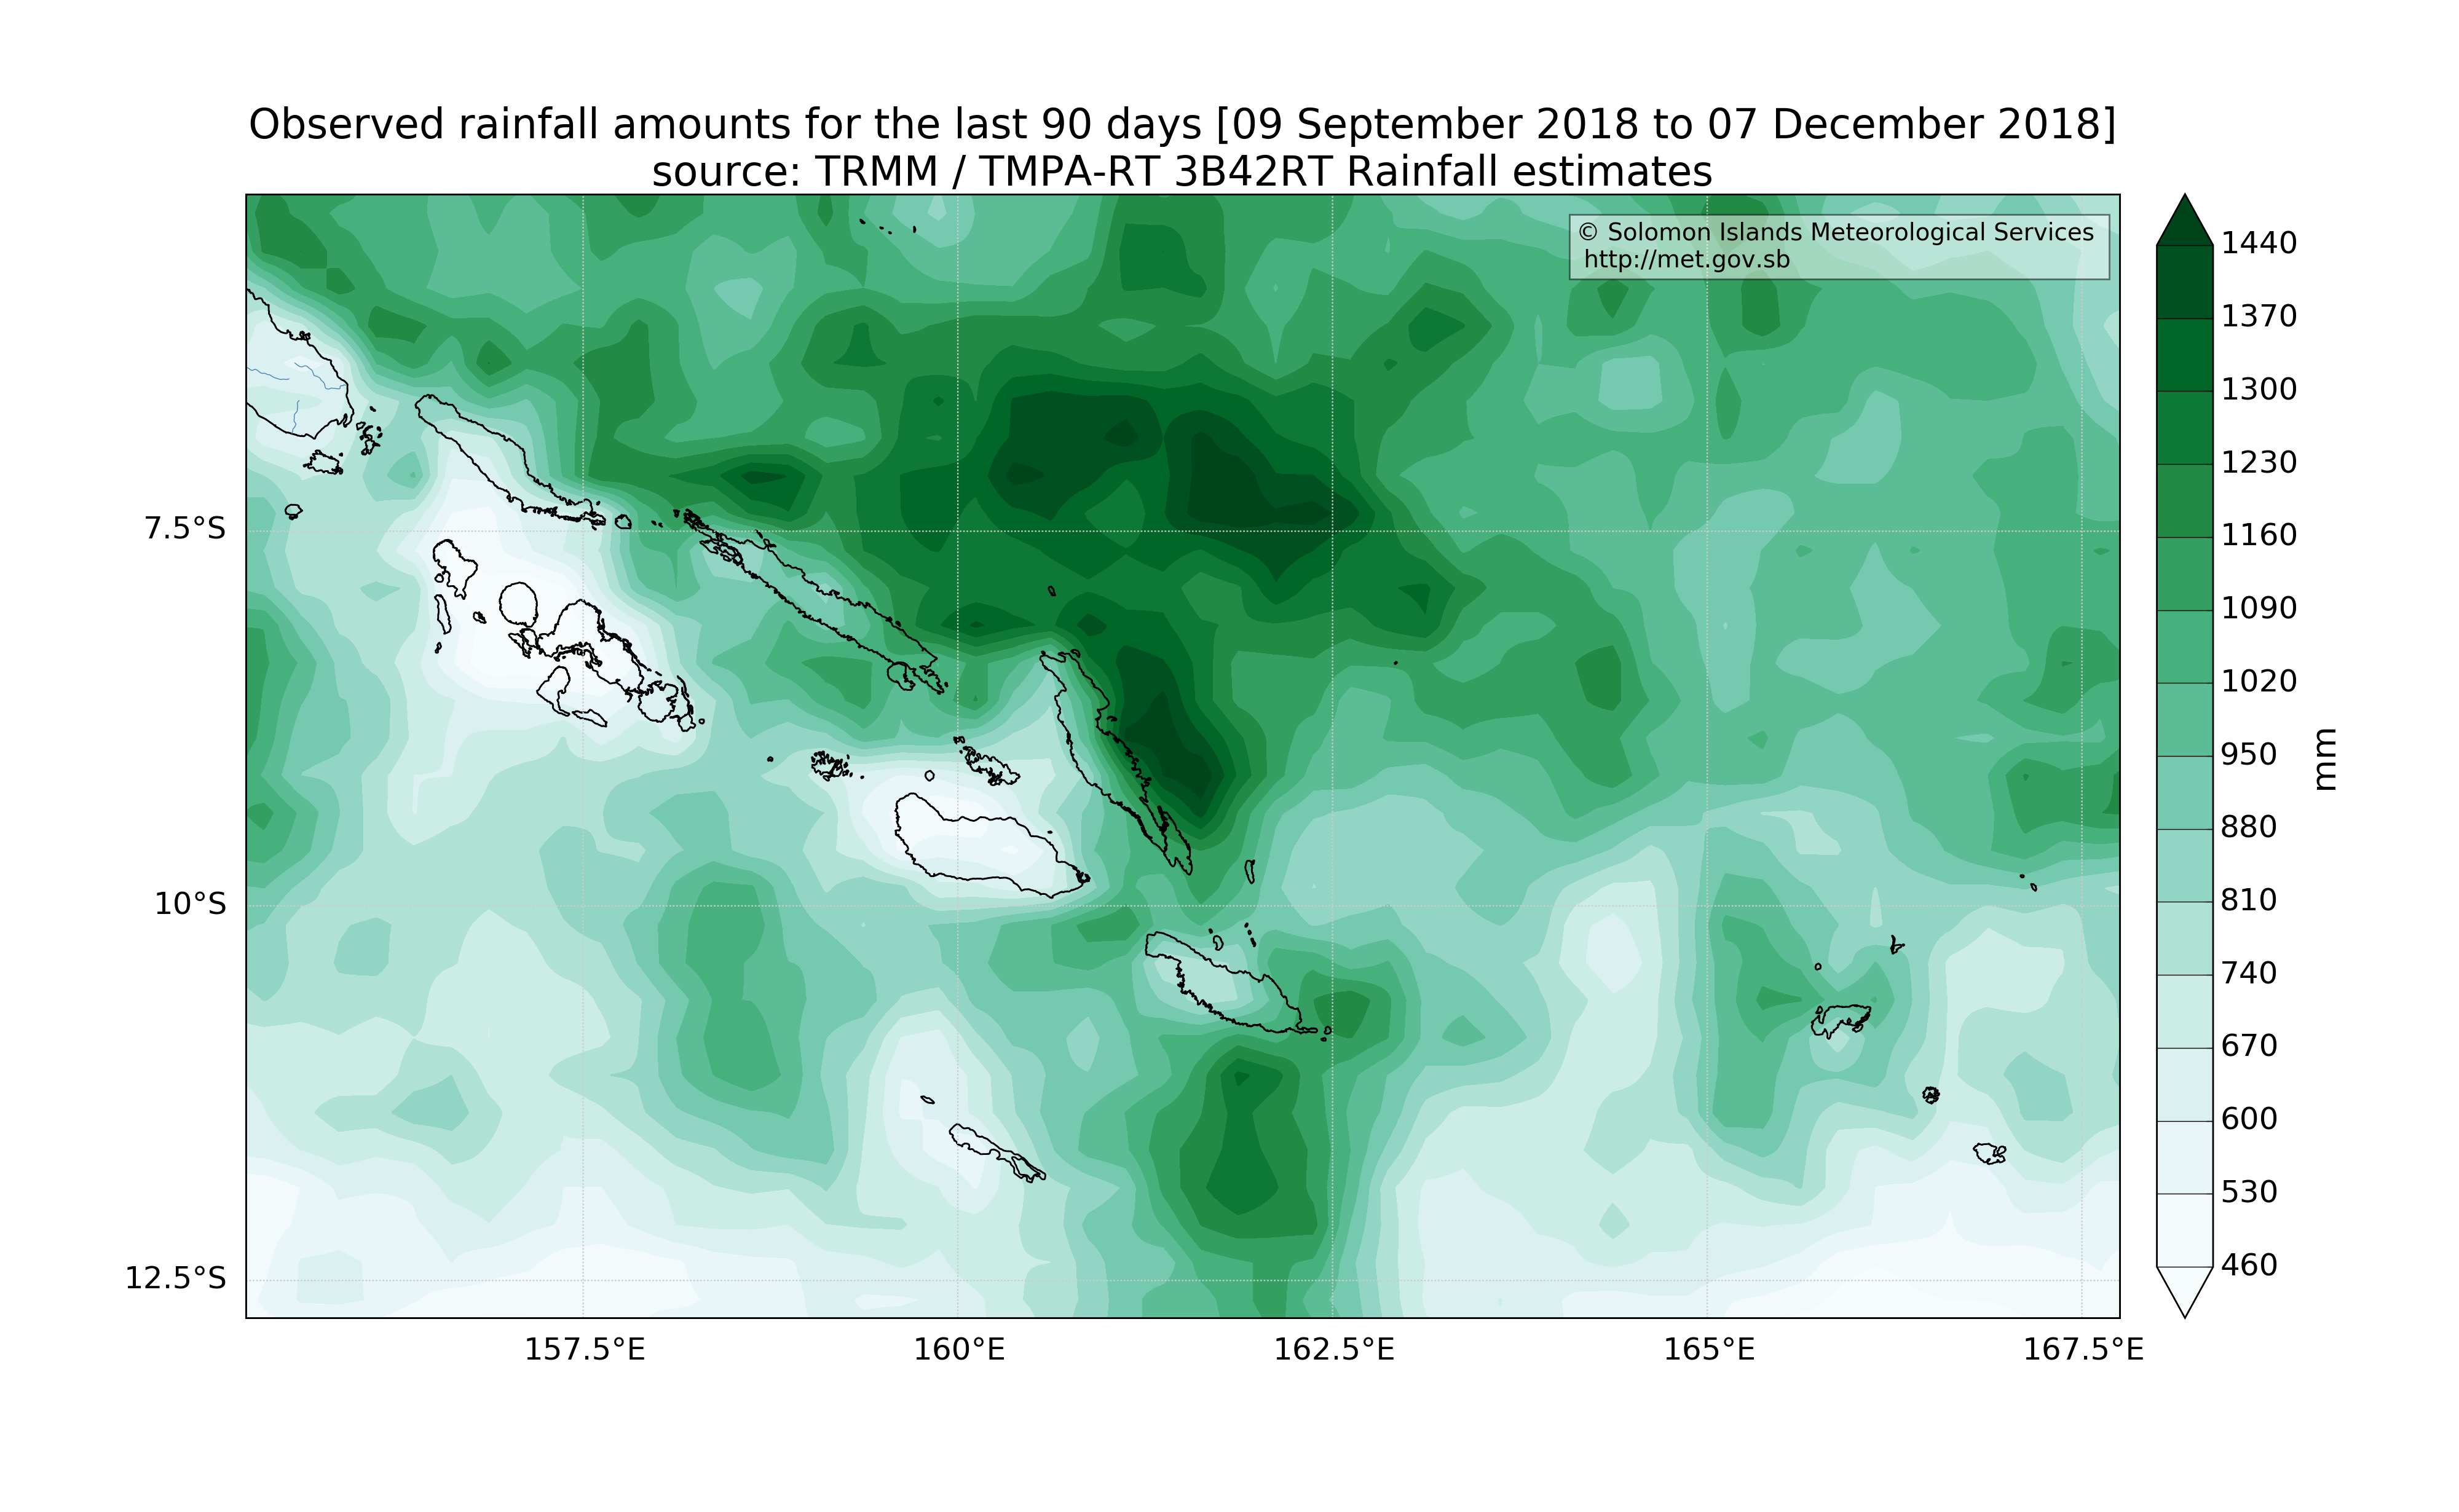 Observed rainfall amounts for the last 90 days [09 September 2018 to 07 December 2018]
source: TRMM / TMPA-RT 3B42RT Rainfall estimates
© Solomon Islands Meteorological Services
http://met.gov.sb
7.5°S
10°S
12.5°S
157.5°E
160°E
162.5°E
165°E
167.5°E
1440
1370
1300
1230
1160
1090
1020
950
880
810
740
670
600
530
460
mm